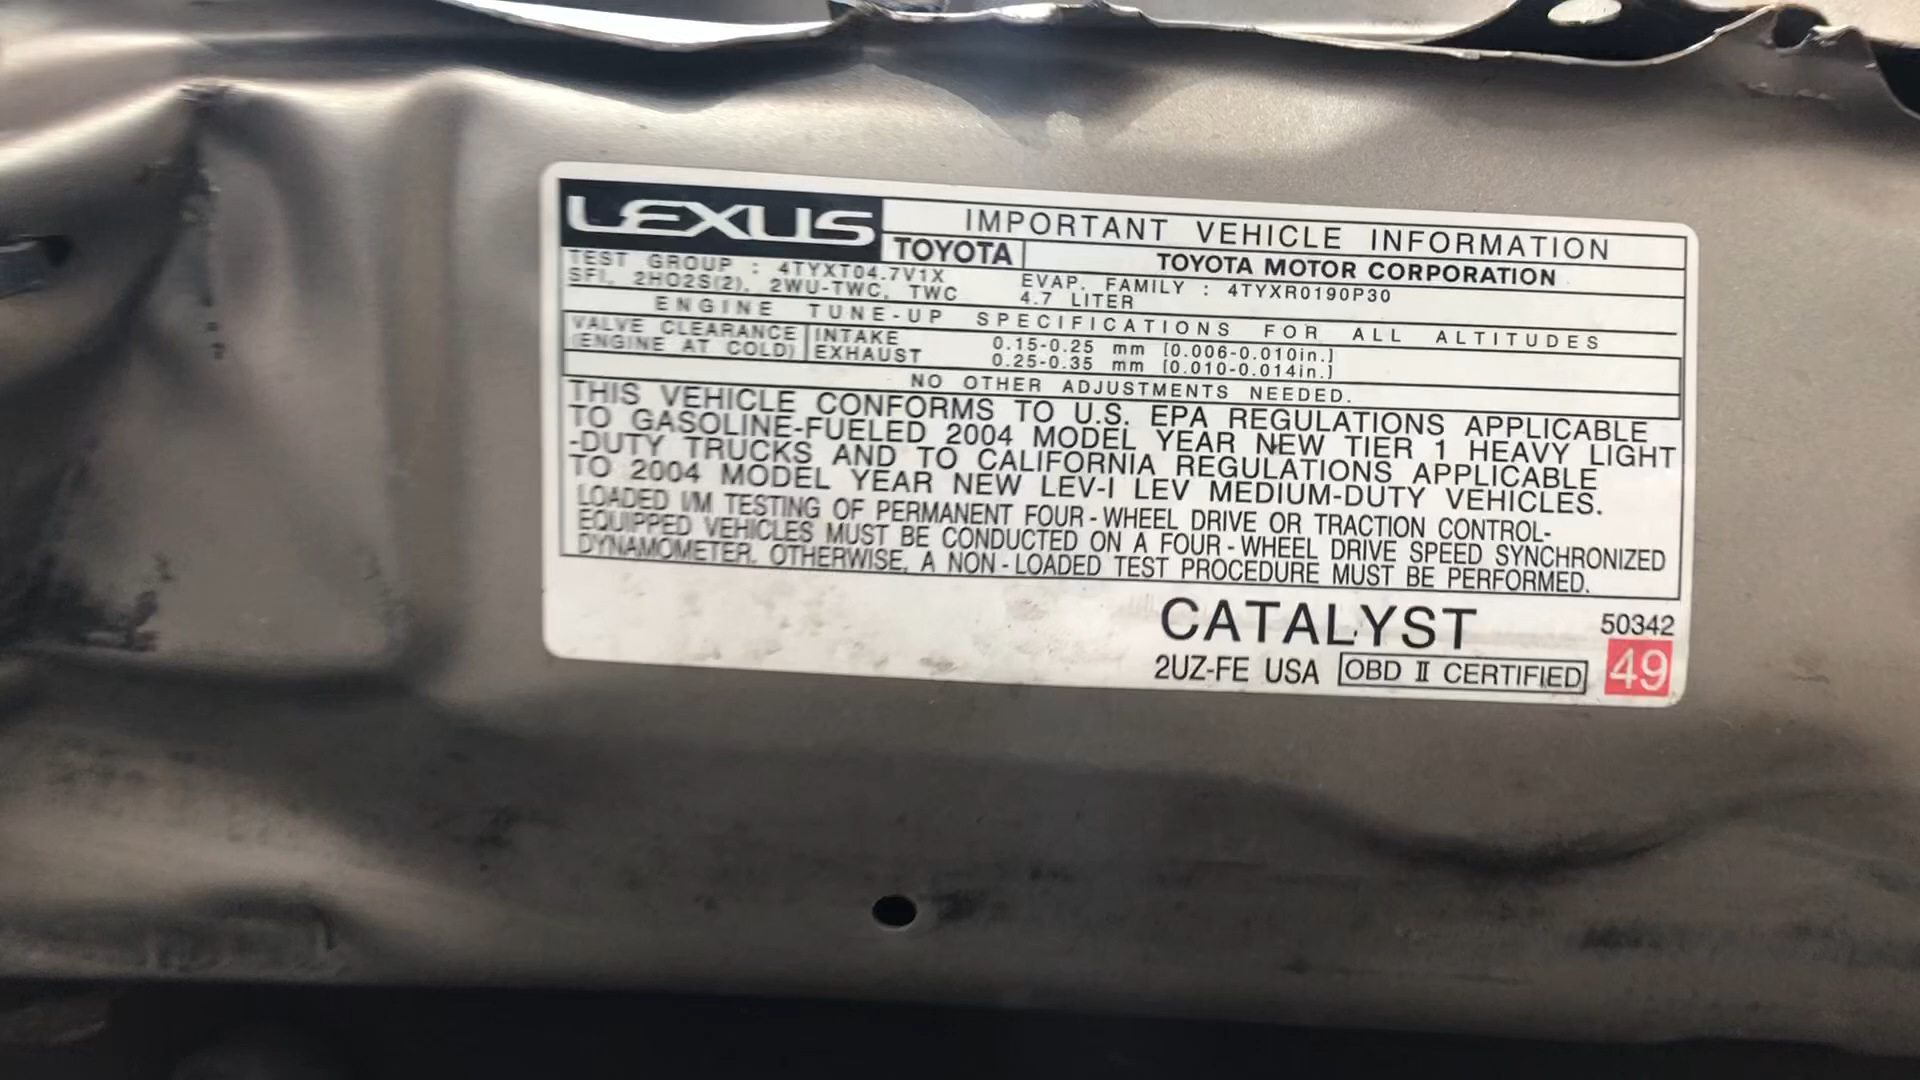 LEXUS IMPORTANT VEHICLE INFORMATION
TOYOTA TOYOTA MOTOR CORPORATION
TEST GROUP : 4TYXT04.7V1X EVAP. FAMILY : 4TYXR0190P30
SFI, 2HO2S(2), 2WU-TWC, TWC 4.7 LITER
ENGINE TUNE-UP SPECIFICATIONS FOR ALL ALTITUDES
VALVE CLEARANCE INTAKE 0.15-0.25 mm [0.006-0.010in.]
(ENGINE AT COLD) EXHAUST 0.25-0.35 mm [0.010-0.014in.]
NO OTHER ADJUSTMENTS NEEDED.
THIS VEHICLE CONFORMS TO U.S. EPA REGULATIONS APPLICABLE
TO GASOLINE-FUELED 2004 MODEL YEAR NEW TIER 1 HEAVY LIGHT
-DUTY TRUCKS AND TO CALIFORNIA REGULATIONS APPLICABLE
TO 2004 MODEL YEAR NEW LEV-I LEV MEDIUM-DUTY VEHICLES.
LOADED I/M TESTING OF PERMANENT FOUR-WHEEL DRIVE OR TRACTION CONTROL-
EQUIPPED VEHICLES MUST BE CONDUCTED ON A FOUR-WHEEL DRIVE SPEED SYNCHRONIZED
DYNAMOMETER. OTHERWISE, A NON-LOADED TEST PROCEDURE MUST BE PERFORMED.
CATALYST 50342
2UZ-FE USA OBD II CERTIFIED 49